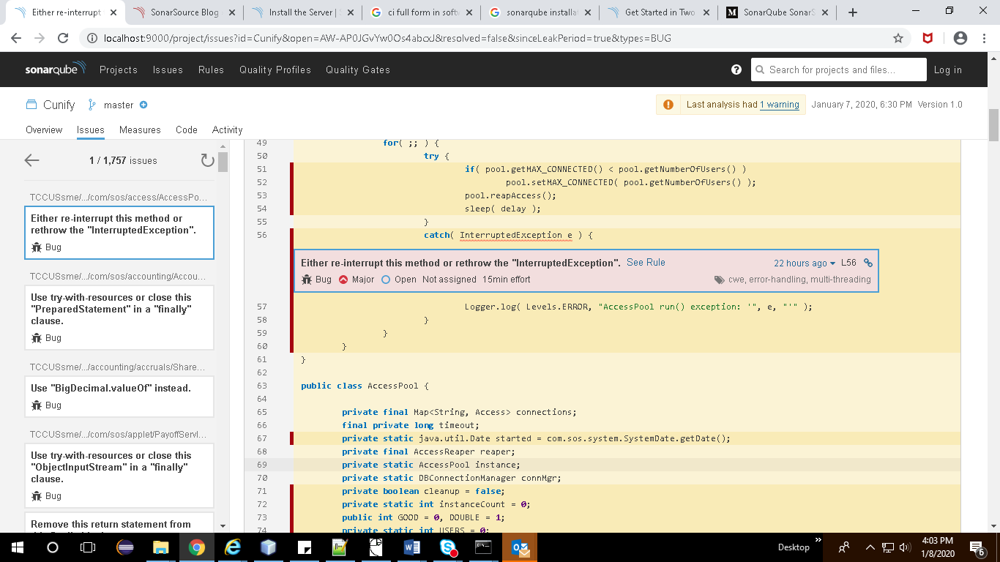 Either re-interrupt
SonarSource Blog
Install the Server |
ci full form in softw
sonarqube installat
Get Started in Two
SonarQube Sonar
localhost:9000/project/issues?id=Cunify&open=AW-AP0JGvYw0Os4abcxJ&resolved=false&sinceLeakPeriod=true&types=BUG
sonarqube Projects Issues Rules Quality Profiles Quality Gates Search for projects and files... Log in
Cunify master Last analysis had 1 warning January 7, 2020, 6:30 PM Version 1.0
Overview Issues Measures Code Activity
1 / 1,757 issues
TCCUSsme/.../com/sos/access/AccessPo...
Either re-interrupt this method or
rethrow the "InterruptedException".
Bug
TCCUSsme/.../com/sos/accounting/Accou...
Use try-with-resources or close this
"PreparedStatement" in a "finally"
clause.
Bug
TCCUSsme/.../accounting/accruals/Share...
Use "BigDecimal.valueOf" instead.
Bug
TCCUSsme/.../com/sos/applet/PayoffServl...
Use try-with-resources or close this
"ObjectInputStream" in a "finally"
clause.
Bug
Remove this return statement from
49 for( ;; ) {
50 try {
51 if( pool.getMAX_CONNECTED() < pool.getNumberOfUsers() )
52 pool.setMAX_CONNECTED( pool.getNumberOfUsers() );
53 pool.reapAccess();
54 sleep( delay );
55 }
56 catch( InterruptedException e ) {
Either re-interrupt this method or rethrow the "InterruptedException". See Rule 22 hours ago L56
Bug Major Open Not assigned 15min effort cwe, error-handling, multi-threading
57 Logger.log( Levels.ERROR, "AccessPool run() exception: '", e, "'" );
58 }
59 }
60 }
61 }
62
63 public class AccessPool {
64
65 private final Map<String, Access> connections;
66 final private long timeout;
67 private static java.util.Date started = com.sos.system.SystemDate.getDate();
68 private final AccessReaper reaper;
69 private static AccessPool instance;
70 private static DBConnectionManager connMgr;
71 private boolean cleanup = false;
72 private static int instanceCount = 0;
73 public int GOOD = 0, DOUBLE = 1;
74 private static int USERS = 0;
Desktop
4:03 PM
1/8/2020
6